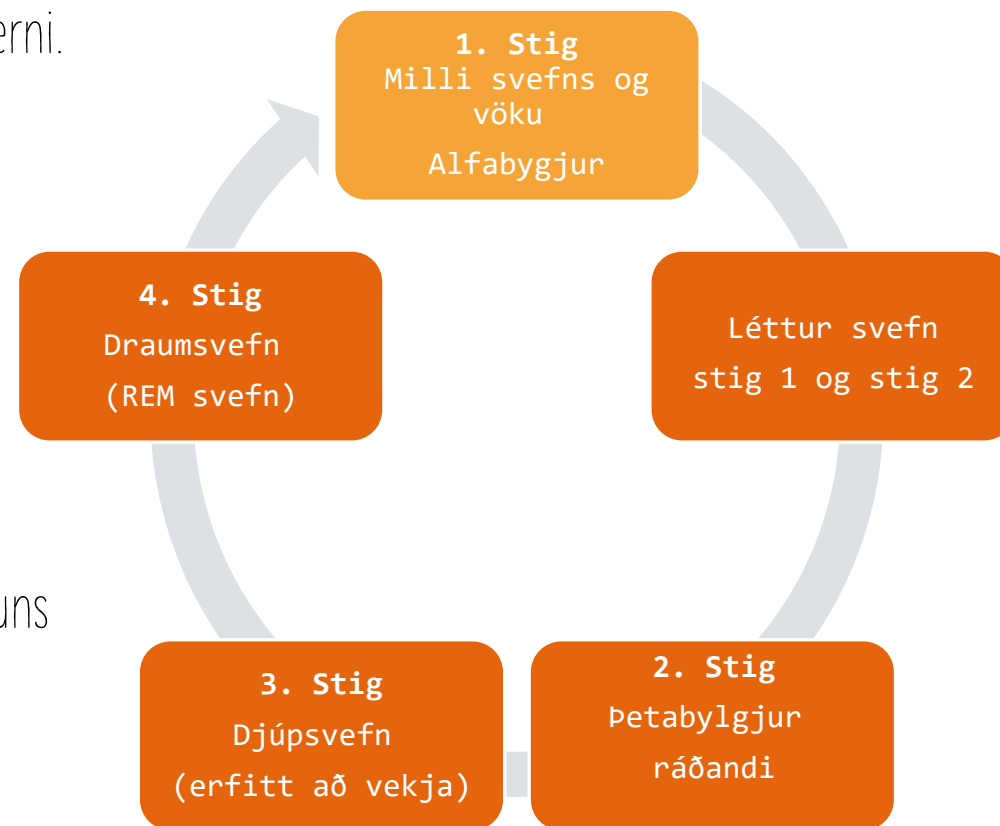 erni.
1. Stig
Milli svefns og
vöku
Alfabygjur
Léttur svefn
stig 1 og stig 2
2. Stig
Þetabylgjur
ráðandi
3. Stig
Djúpsvefn
(erfitt að vekja)
4. Stig
Draumsvefn
(REM svefn)
uns